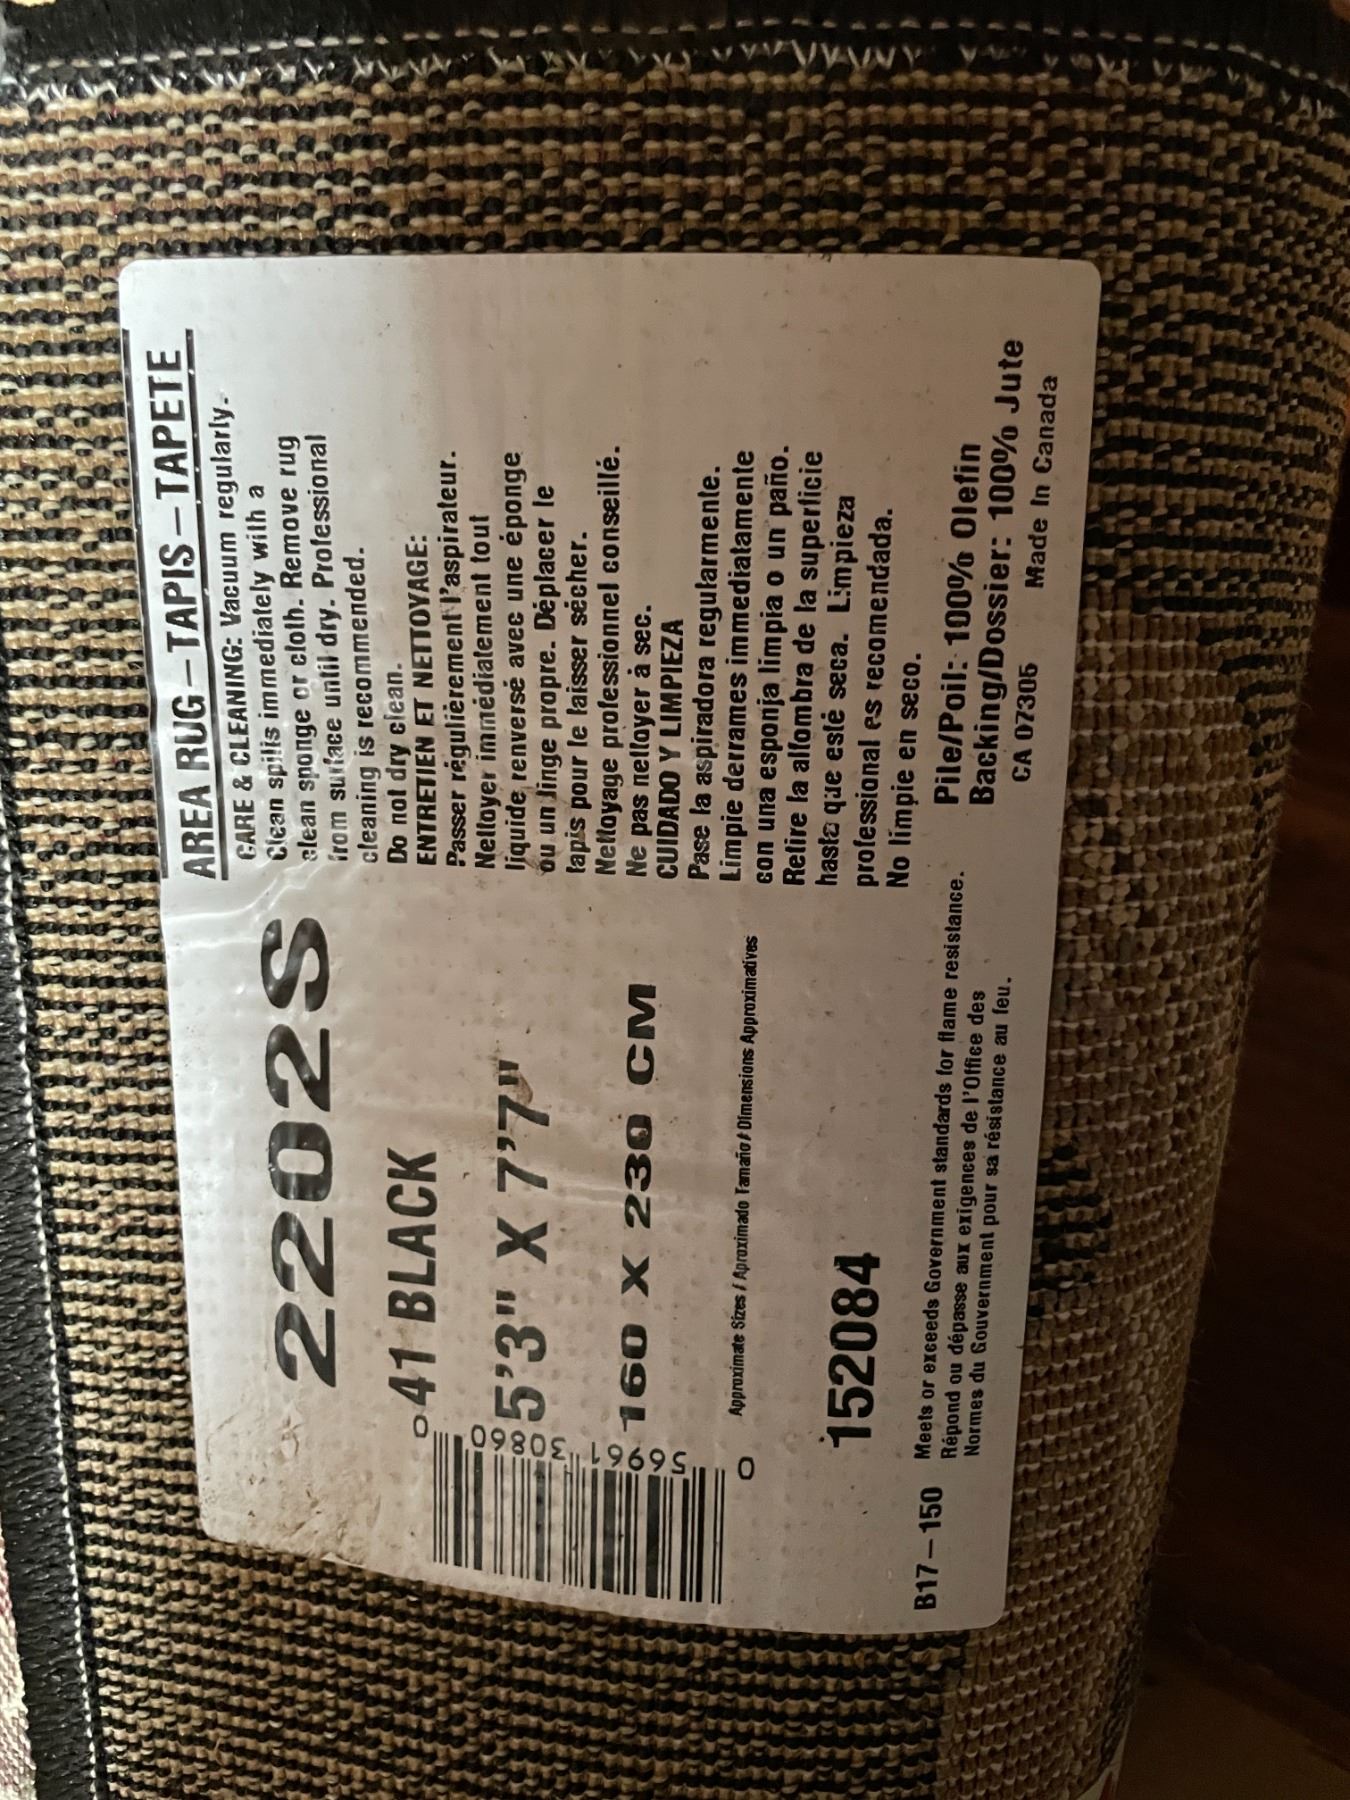 2202S
41 BLACK
5'3" X 7'7"
160 X 230 CM
Approximate Sizes / Aproximado Tamaño / Dimensions Approximatives
0 56961 30860 0
152084
B17-150
Meets or exceeds Government standards for flame resistance.
Répond ou dépasse aux exigences de l'Office des
Normes du Gouvernment pour sa résistance au feu.
AREA RUG-TAPIS-TAPETE
CARE & CLEANING: Vacuum regularly.
Clean spills immediately with a
clean sponge or cloth. Remove rug
from surface until dry. Professional
cleaning is recommended.
Do not dry clean.
ENTRETIEN ET NETTOYAGE:
Passer régulièrement l'aspirateur.
Nettoyer immédiatement tout
liquide renversé avec une éponge
ou un linge propre. Déplacer le
tapis pour le laisser sécher.
Nettoyage professionnel conseillé.
Ne pas nettoyer à sec.
CUIDADO Y LIMPIEZA
Pase la aspiradora regularmente.
Limpie derrames immediatamente
con una esponja limpia o un paño.
Retire la alfombra de la superficie
hasta que esté seca. Limpieza
professional es recomendada.
No límpie en seco.
Pile/Poil: 100% Olefin
Backing/Dossier: 100% Jute
CA 07305 Made In Canada